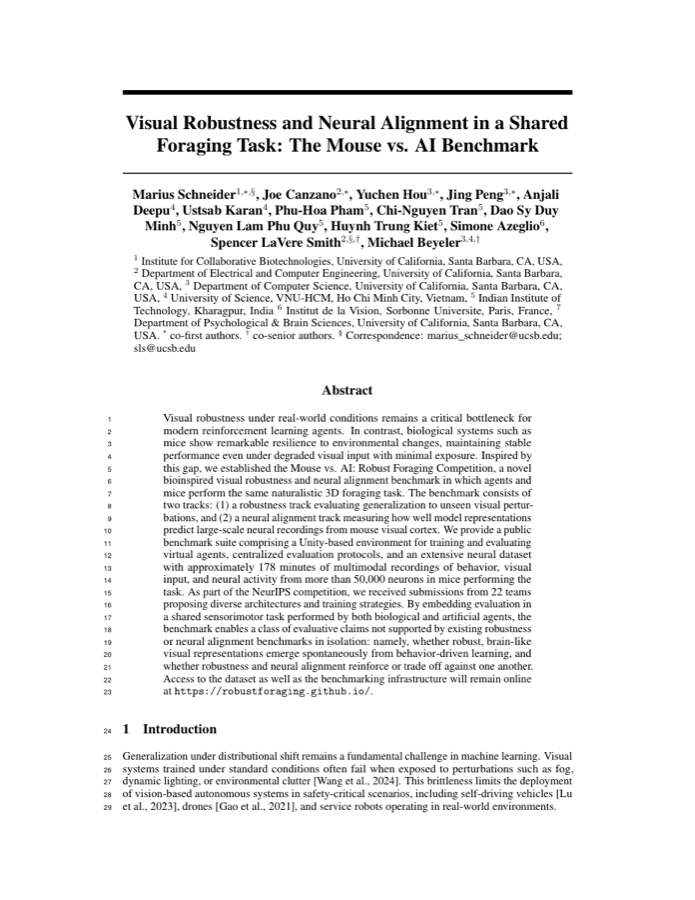 Visual Robustness and Neural Alignment in a Shared
Foraging Task: The Mouse vs. AI Benchmark
Marius Schneider1,*,§, Joe Canzano2,*, Yuchen Hou3,*, Jing Peng3,*, Anjali
Deepu4, Ustsab Karan4, Phu-Hoa Pham5, Chi-Nguyen Tran5, Dao Sy Duy
Minh5, Nguyen Lam Phu Quy5, Huynh Trung Kiet5, Simone Azeglio6,
Spencer LaVere Smith2,§,†, Michael Beyeler3,4,†
1 Institute for Collaborative Biotechnologies, University of California, Santa Barbara, CA, USA,
2 Department of Electrical and Computer Engineering, University of California, Santa Barbara,
CA, USA, 3 Department of Computer Science, University of California, Santa Barbara, CA,
USA, 4 University of Science, VNU-HCM, Ho Chi Minh City, Vietnam, 5 Indian Institute of
Technology, Kharagpur, India 6 Institut de la Vision, Sorbonne Universite, Paris, France, 7
Department of Psychological & Brain Sciences, University of California, Santa Barbara, CA,
USA. * co-first authors. † co-senior authors. § Correspondence: marius_schneider@ucsb.edu;
sls@ucsb.edu
Abstract
1 Visual robustness under real-world conditions remains a critical bottleneck for
2 modern reinforcement learning agents. In contrast, biological systems such as
3 mice show remarkable resilience to environmental changes, maintaining stable
4 performance even under degraded visual input with minimal exposure. Inspired by
5 this gap, we established the Mouse vs. AI: Robust Foraging Competition, a novel
6 bioinspired visual robustness and neural alignment benchmark in which agents and
7 mice perform the same naturalistic 3D foraging task. The benchmark consists of
8 two tracks: (1) a robustness track evaluating generalization to unseen visual pertur-
9 bations, and (2) a neural alignment track measuring how well model representations
10 predict large-scale neural recordings from mouse visual cortex. We provide a public
11 benchmark suite comprising a Unity-based environment for training and evaluating
12 virtual agents, centralized evaluation protocols, and an extensive neural dataset
13 with approximately 178 minutes of multimodal recordings of behavior, visual
14 input, and neural activity from more than 50,000 neurons in mice performing the
15 task. As part of the NeurIPS competition, we received submissions from 22 teams
16 proposing diverse architectures and training strategies. By embedding evaluation in
17 a shared sensorimotor task performed by both biological and artificial agents, the
18 benchmark enables a class of evaluative claims not supported by existing robustness
19 or neural alignment benchmarks in isolation: namely, whether robust, brain-like
20 visual representations emerge spontaneously from behavior-driven learning, and
21 whether robustness and neural alignment reinforce or trade off against one another.
22 Access to the dataset as well as the benchmarking infrastructure will remain online
23 at https://robustforaging.github.io/.
24 1 Introduction
25 Generalization under distributional shift remains a fundamental challenge in machine learning. Visual
26 systems trained under standard conditions often fail when exposed to perturbations such as fog,
27 dynamic lighting, or environmental clutter [Wang et al., 2024]. This brittleness limits the deployment
28 of vision-based autonomous systems in safety-critical scenarios, including self-driving vehicles [Lu
29 et al., 2023], drones [Gao et al., 2021], and service robots operating in real-world environments.